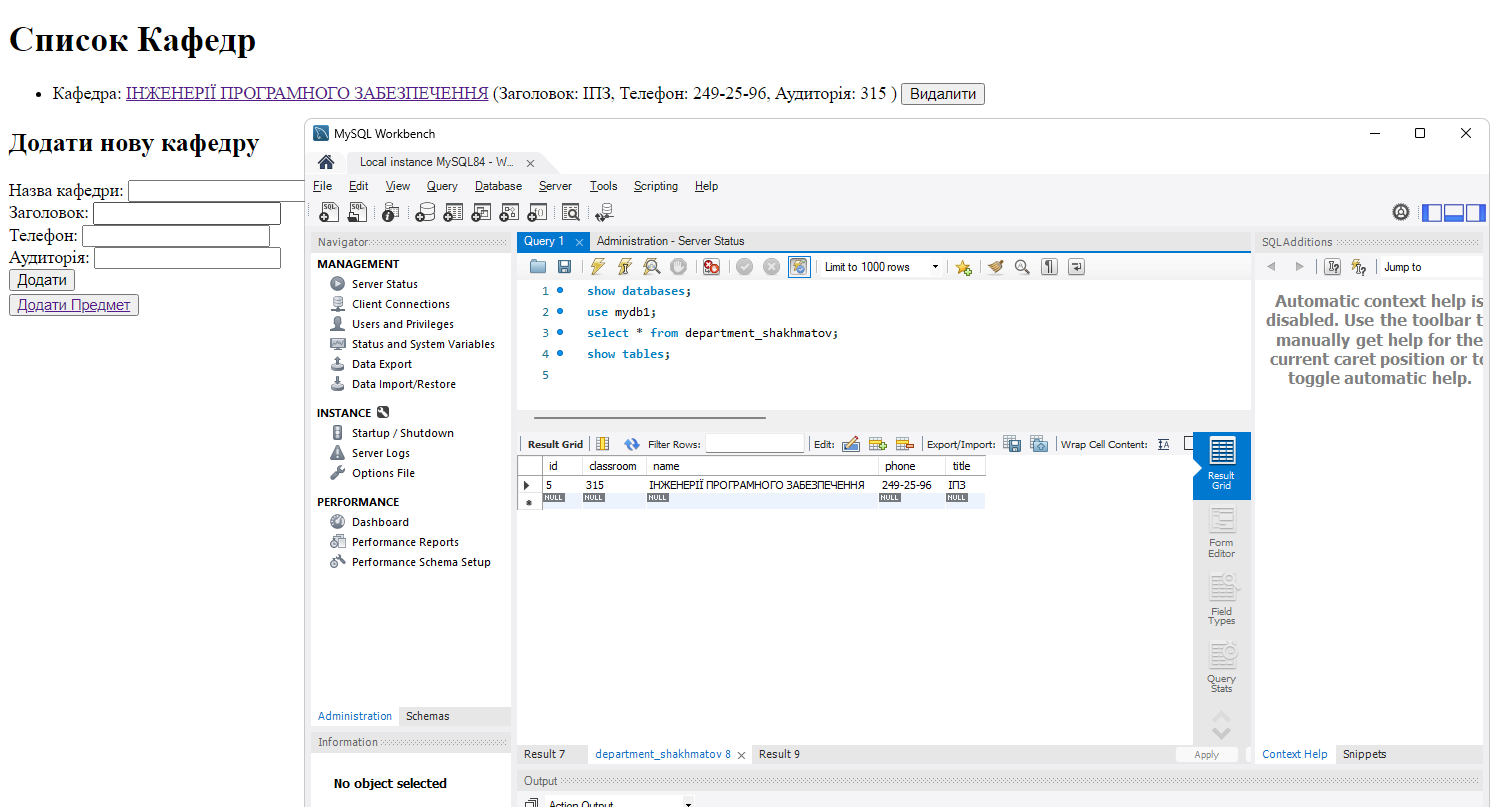 Список Кафедр
Кафедра: ІНЖЕНЕРІЇ ПРОГРАМНОГО ЗАБЕЗПЕЧЕННЯ (Заголовок: ІПЗ, Телефон: 249-25-96, Аудиторія: 315 ) Видалити
Додати нову кафедру
Назва кафедри:
Заголовок:
Телефон:
Аудиторія:
Додати
Додати Предмет
MySQL Workbench
Local instance MySQL84 - W...
File Edit View Query Database Server Tools Scripting Help
Navigator
MANAGEMENT
Server Status
Client Connections
Users and Privileges
Status and System Variables
Data Export
Data Import/Restore
INSTANCE
Startup / Shutdown
Server Logs
Options File
PERFORMANCE
Dashboard
Performance Reports
Performance Schema Setup
Administration Schemas
Information
No object selected
Query 1 Administration - Server Status
Limit to 1000 rows
1 show databases;
2 use mydb1;
3 select * from department_shakhmatov;
4 show tables;
5
Result Grid Filter Rows: Edit: Export/Import: Wrap Cell Content:
id classroom name phone title
5 315 ІНЖЕНЕРІЇ ПРОГРАМНОГО ЗАБЕЗПЕЧЕННЯ 249-25-96 ІПЗ
NULL NULL NULL NULL NULL
Result
Grid
Form
Editor
Field
Types
Query
Stats
Result 7 department_shakhmatov 8 Result 9
Apply
Output
Action Output
SQLAdditions
Jump to
Automatic context help is
disabled. Use the toolbar t
manually get help for the
current caret position or to
toggle automatic help.
Context Help Snippets